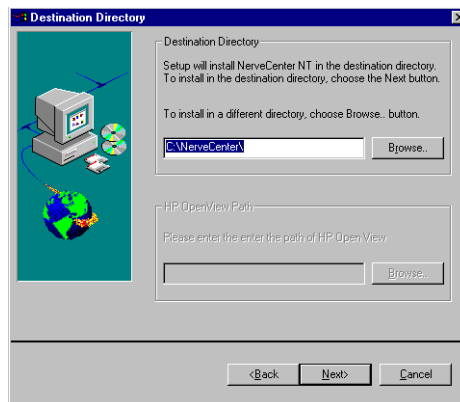 Destination Directory
Destination Directory
Setup will install NerveCenter NT in the destination directory.
To install in the destination directory, choose the Next button.
To install in a different directory, choose Browse.. button.
C:\NerveCenter\
Browse..
HP OpenView Path
Please enter the enter the path of HP Open View
Browse..
<Back
Next>
Cancel